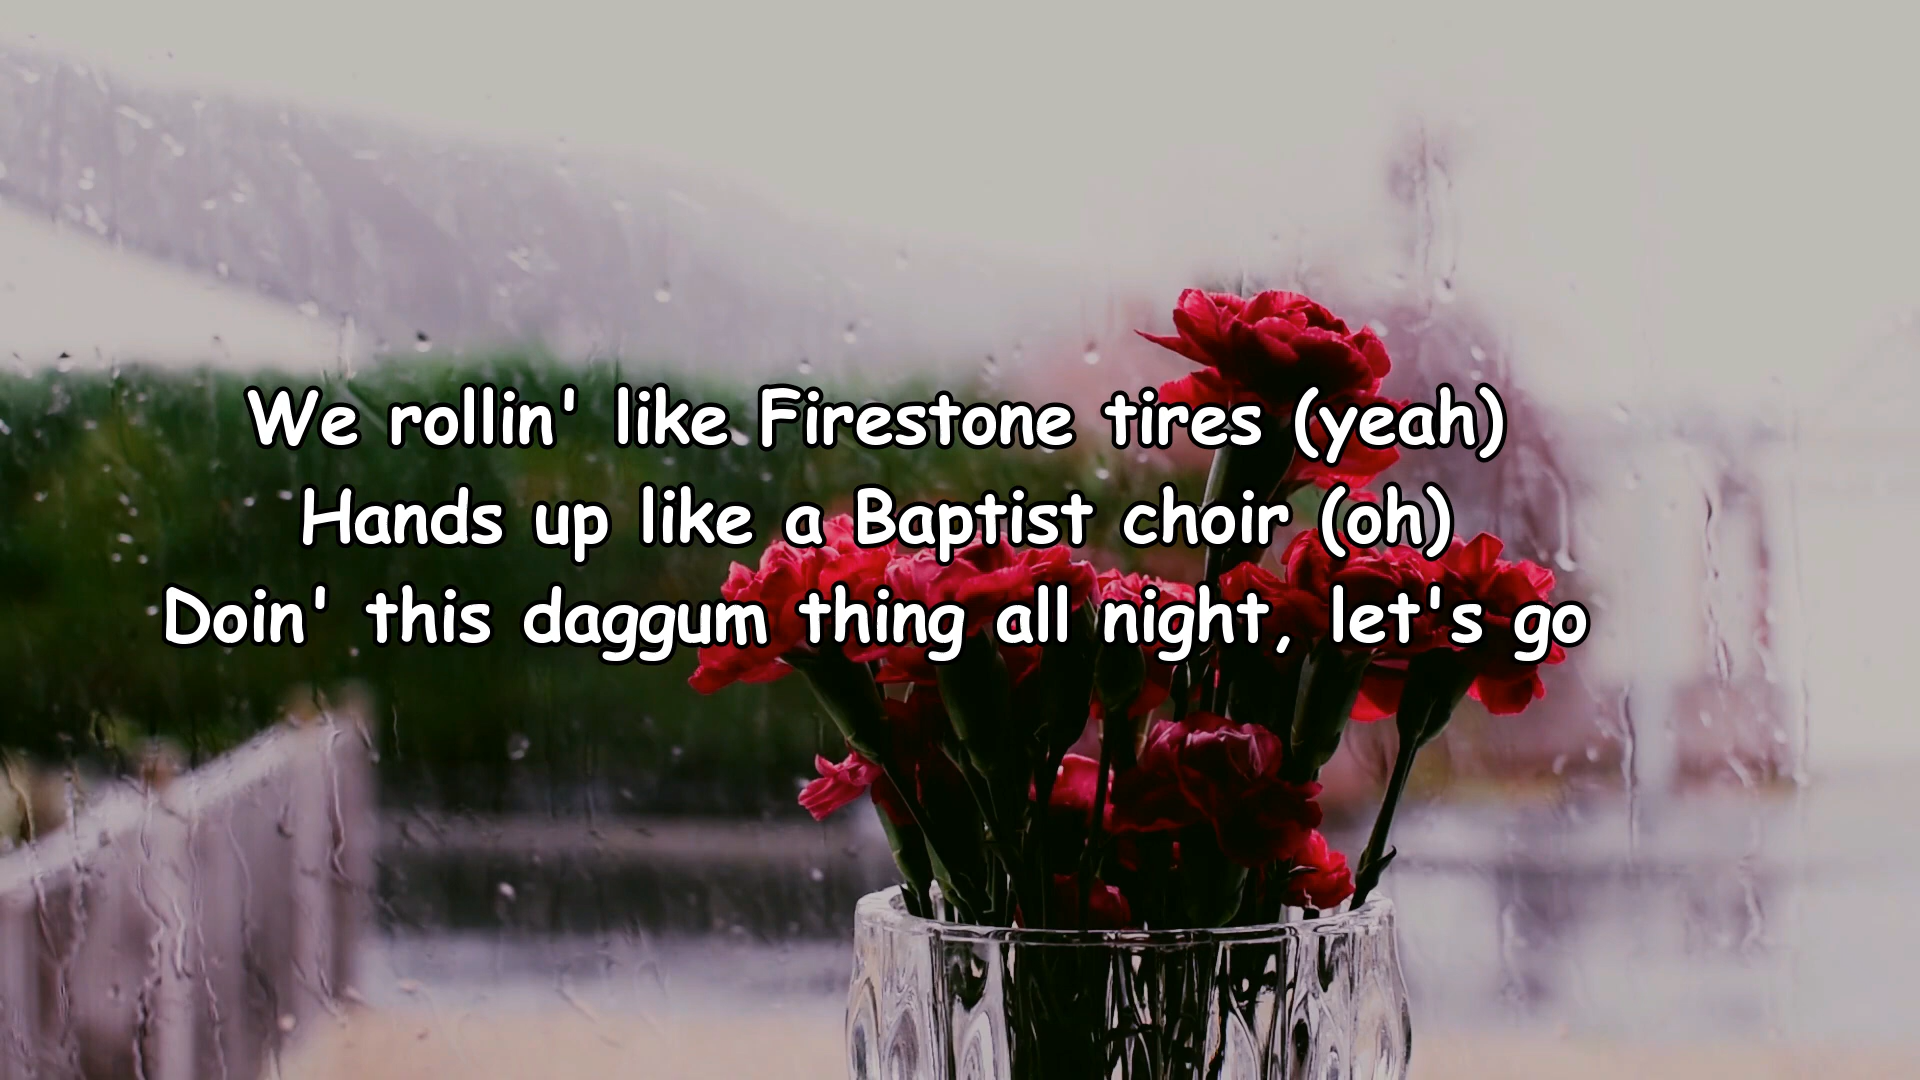 We rollin' like Firestone tires (yeah)
Hands up like a Baptist choir (oh)
Doin' this daggum thing all night, let's go